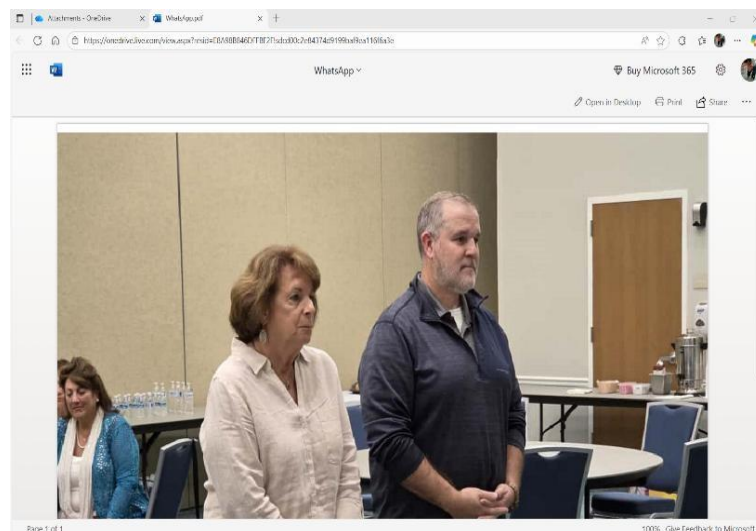 Attachments - OneDrive
WhatsApp.pdf
WhatsApp
Buy Microsoft 365
Open in Desktop
Print
Share
Page 1 of 1
100%
Give Feedback to Microsoft